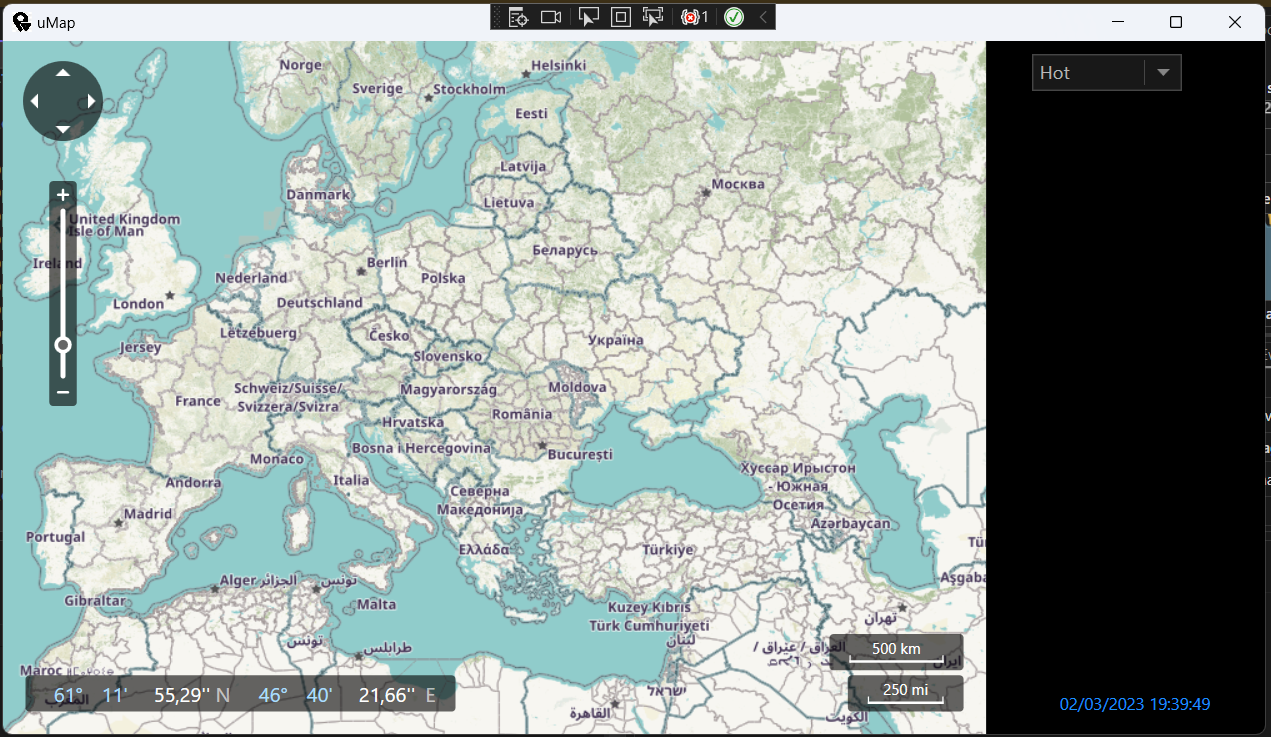 uMap
1
Hot
Norge
Helsinki
Sverige
Stockholm
Eesti
Latvija
Москва
Danmark
Lietuva
United Kingdom
Isle of Man
Беларусь
Ireland
Berlin
Nederland
Polska
London
Deutschland
Lëtzebuerg
Česko
Україна
Jersey
Slovensko
Schweiz/Suisse/
Svizzera/Svizra
Magyarország
Moldova
France
România
Hrvatska
Bosna i Hercegovina
București
Monaco
Хуссар Ирыстон
- Южная
Осетия
Andorra
Italia
Северна
Македонија
Madrid
Azərbaycan
Portugal
Ελλάδα
Türkiye
Tü
Alger الجزائر
تونس
Aşgaba
Gibraltar
Malta
Kuzey Kıbrıs
Türk Cumhuriyeti
تهران
تونس
لبنان
طرابلس
العراق / عێراق /
500 km
ایران
Maroc
المغرب
61° 11' 55,29'' N 46° 40' 21,66'' E
ישראל
250 mi
القاهرة
الكويت
02/03/2023 19:39:49
+
−